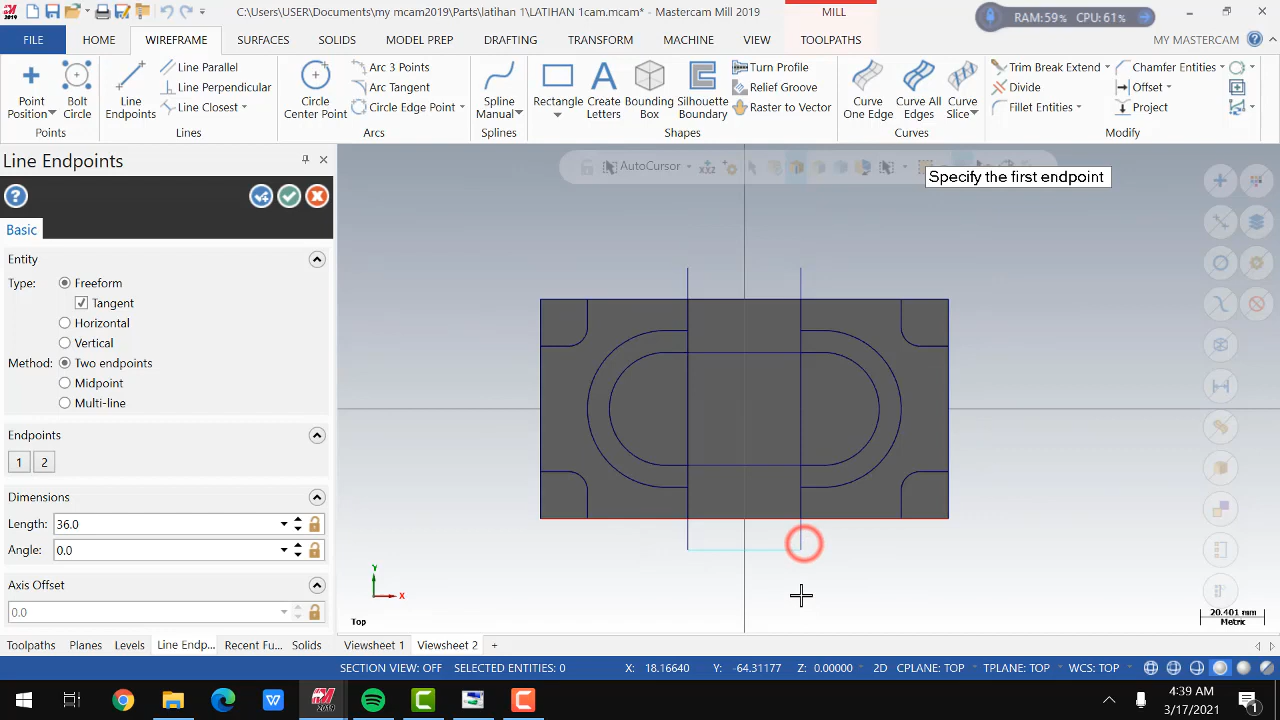 2019
C:\Users\USER\Documents\my mcam2019\Parts\latihan 1\LATIHAN 1cam.mcam* - Mastercam Mill 2019
MILL
RAM:59% CPU:61%
FILE HOME WIREFRAME SURFACES SOLIDS MODEL PREP DRAFTING TRANSFORM MACHINE VIEW TOOLPATHS MY MASTERCAM
Point Position
Bolt Circle
Points
Line Endpoints
Line Parallel
Line Perpendicular
Line Closest
Lines
Circle Center Point
Arc 3 Points
Arc Tangent
Circle Edge Point
Arcs
Spline Manual
Splines
Rectangle
Create Letters
Bounding Box
Silhouette Boundary
Turn Profile
Relief Groove
Raster to Vector
Shapes
Curve One Edge
Curve All Edges
Curve Slice
Curves
Trim Break Extend
Divide
Fillet Entities
Chamfer Entities
Offset
Project
Modify
Line Endpoints
AutoCursor
Specify the first endpoint
Basic
Entity
Type: Freeform
Tangent
Horizontal
Vertical
Method: Two endpoints
Midpoint
Multi-line
Endpoints
1 2
Dimensions
Length: 36.0
Angle: 0.0
Axis Offset
0.0
Y
X
Top
20.401 mm
Metric
Toolpaths Planes Levels Line Endp... Recent Fu... Solids Viewsheet 1 Viewsheet 2 +
SECTION VIEW: OFF SELECTED ENTITIES: 0 X: 18.16640 Y: -64.31177 Z: 0.00000 2D CPLANE: TOP TPLANE: TOP WCS: TOP
4:39 AM
3/17/2021
1